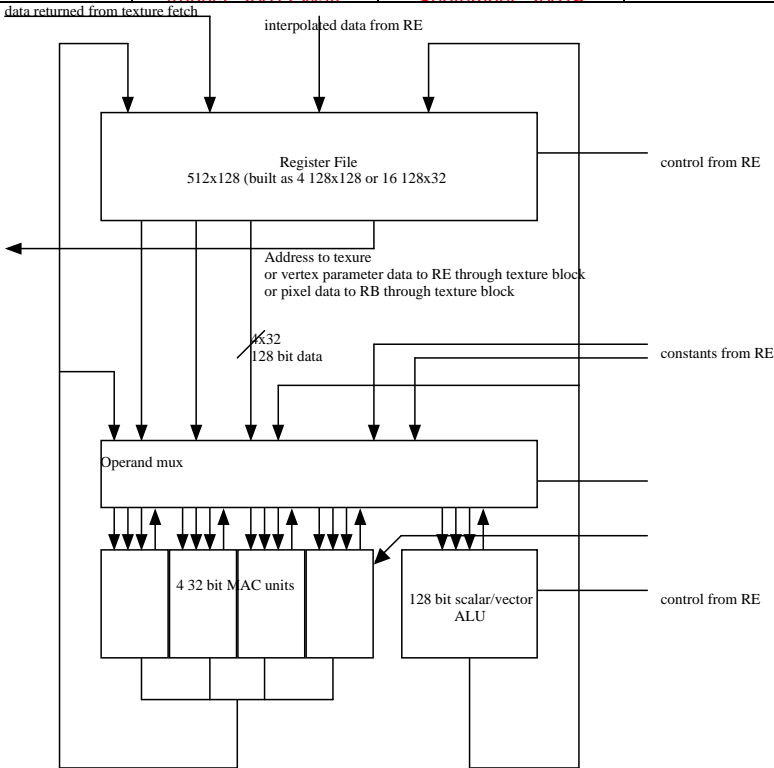 data returned from texture fetch
interpolated data from RE
Register File
512x128 (built as 4 128x128 or 16 128x32
control from RE
Address to texure
or vertex parameter data to RE through texture block
or pixel data to RB through texture block
4x32
128 bit data
constants from RE
Operand mux
4 32 bit MAC units
128 bit scalar/vector
ALU
control from RE